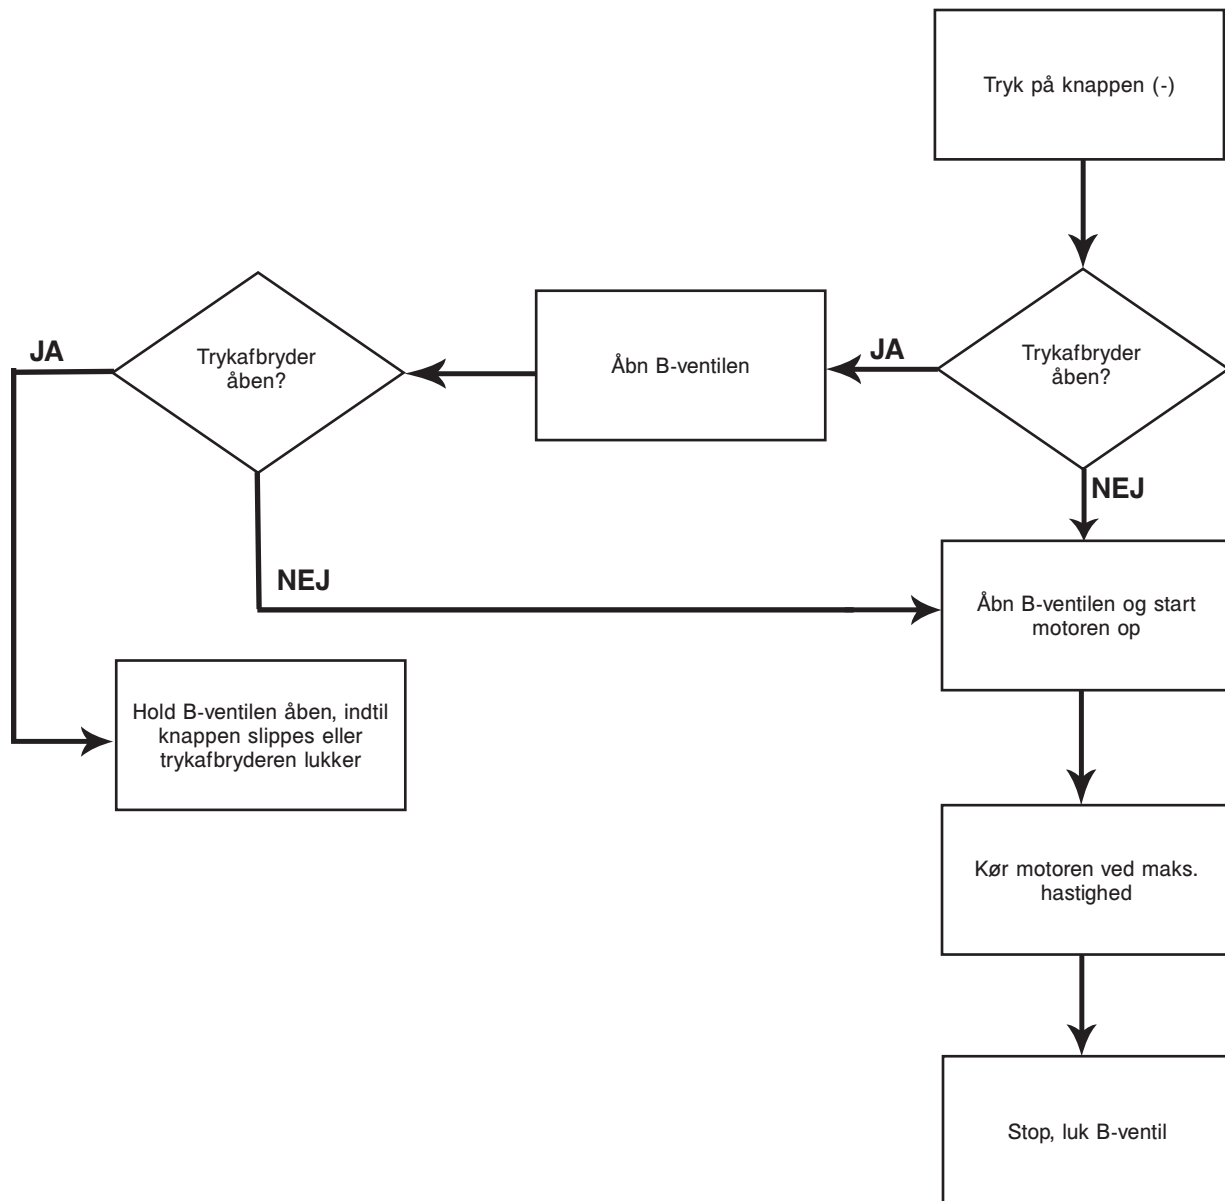 Tryk på knappen (-)
Trykafbryder
åben?
JA
Åbn B-ventilen
Trykafbryder
åben?
JA
NEJ
NEJ
Åbn B-ventilen og start
motoren op
Hold B-ventilen åben, indtil
knappen slippes eller
trykafbryderen lukker
Kør motoren ved maks.
hastighed
Stop, luk B-ventil